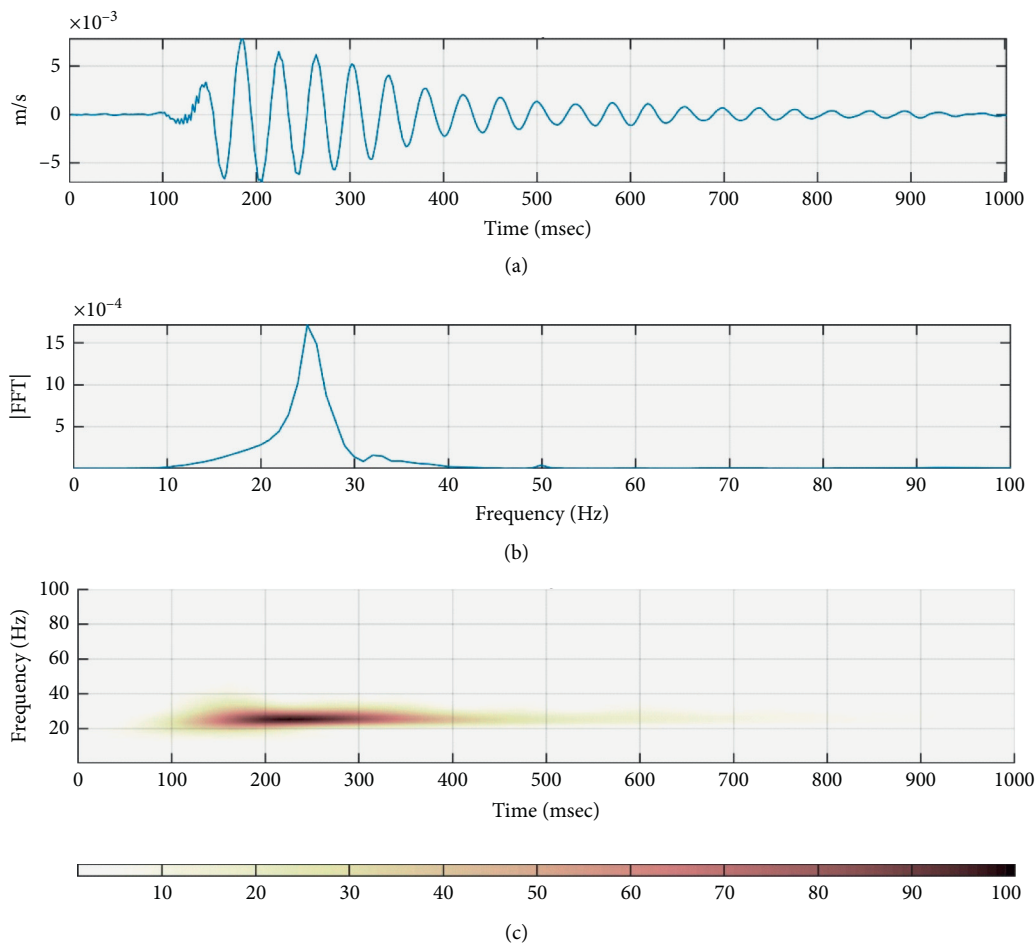 ×10⁻³
5
0
−5
m/s
0 100 200 300 400 500 600 700 800 900 1000
Time (msec)
(a)
×10⁻⁴
15
10
5
|FFT|
0 10 20 30 40 50 60 70 80 90 100
Frequency (Hz)
(b)
100
80
60
40
20
Frequency (Hz)
0 100 200 300 400 500 600 700 800 900 1000
Time (msec)
10 20 30 40 50 60 70 80 90 100
(c)